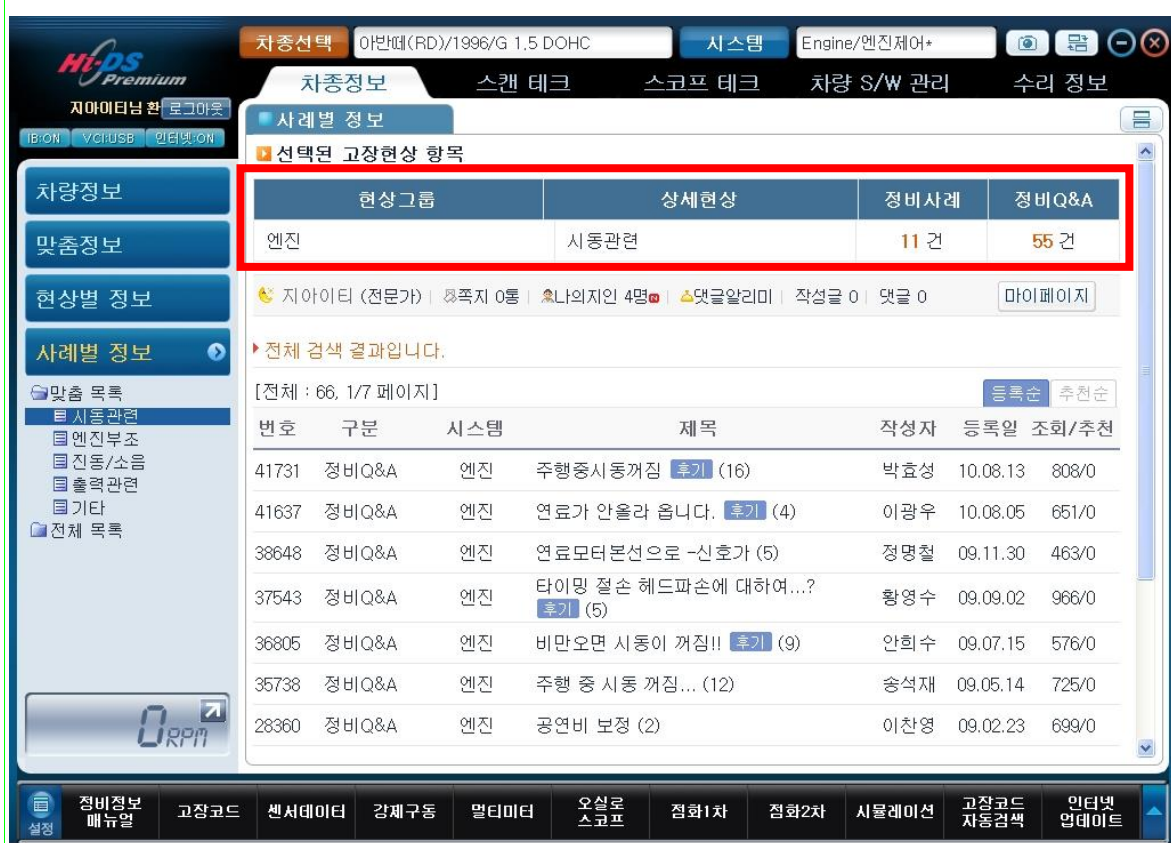 Hi-DS
Premium
차종선택 아반떼(RD)/1996/G 1.5 DOHC 시스템 Engine/엔진제어*
차종정보 스캔 테크 스코프 테크 차량 S/W 관리 수리 정보
지아이티님 환 로그아웃
IB:ON VCI:USB 인터넷:ON
사례별 정보
선택된 고장현상 항목
차량정보
맞춤정보
현상별 정보
사례별 정보
맞춤 목록
시동관련
엔진부조
진동/소음
출력관련
기타
전체 목록
0 RPM
현상그룹 상세현상 정비사례 정비Q&A
엔진 시동관련 11 건 55 건
지아이티 (전문가) 쪽지 0통 나의지인 4명 댓글알리미 작성글 0 댓글 0 마이페이지
전체 검색 결과입니다.
[전체 : 66, 1/7 페이지] 등록순 추천순
번호 구분 시스템 제목 작성자 등록일 조회/추천
41731 정비Q&A 엔진 주행중시동꺼짐 후기 (16) 박효성 10.08.13 808/0
41637 정비Q&A 엔진 연료가 안올라 옵니다. 후기 (4) 이광우 10.08.05 651/0
38648 정비Q&A 엔진 연료모터본선으로 -신호가 (5) 정명철 09.11.30 463/0
37543 정비Q&A 엔진 타이밍 절손 헤드파손에 대하여...? 황영수 09.09.02 966/0
후기 (5)
36805 정비Q&A 엔진 비만오면 시동이 꺼짐!! 후기 (9) 안희수 09.07.15 576/0
35738 정비Q&A 엔진 주행 중 시동 꺼짐... (12) 송석재 09.05.14 725/0
28360 정비Q&A 엔진 공연비 보정 (2) 이찬영 09.02.23 699/0
설정 정비정보 매뉴얼 고장코드 센서데이터 강제구동 멀티미터 오실로 스코프 점화1차 점화2차 시뮬레이션 고장코드 자동검색 인터넷 업데이트